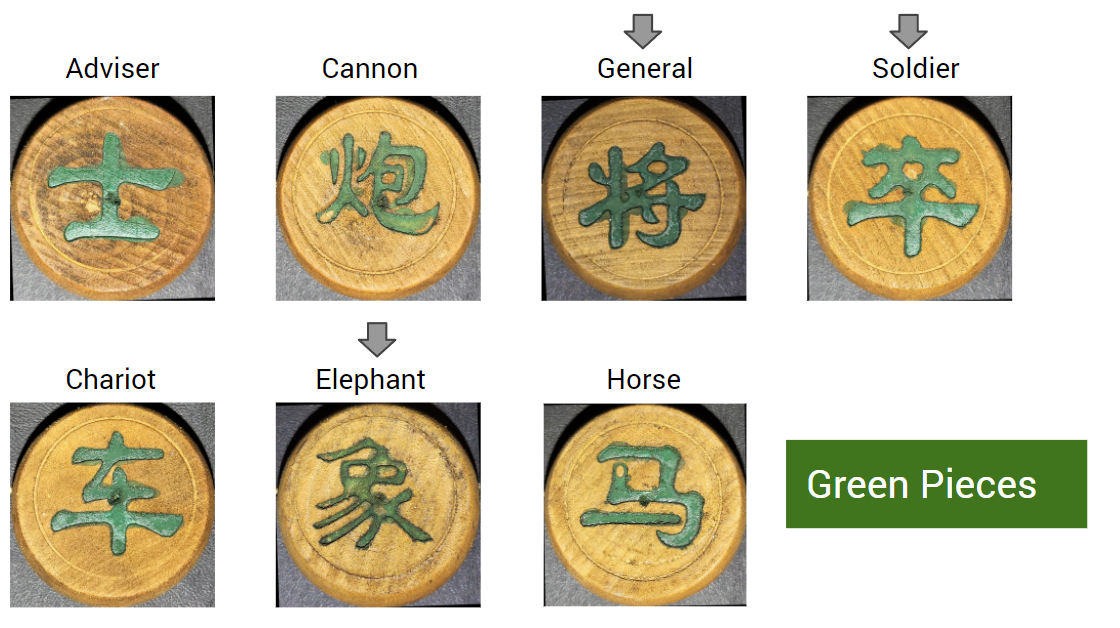 Adviser Cannon General Soldier
士 炮 将 卒
Chariot Elephant Horse
车 象 马
Green Pieces